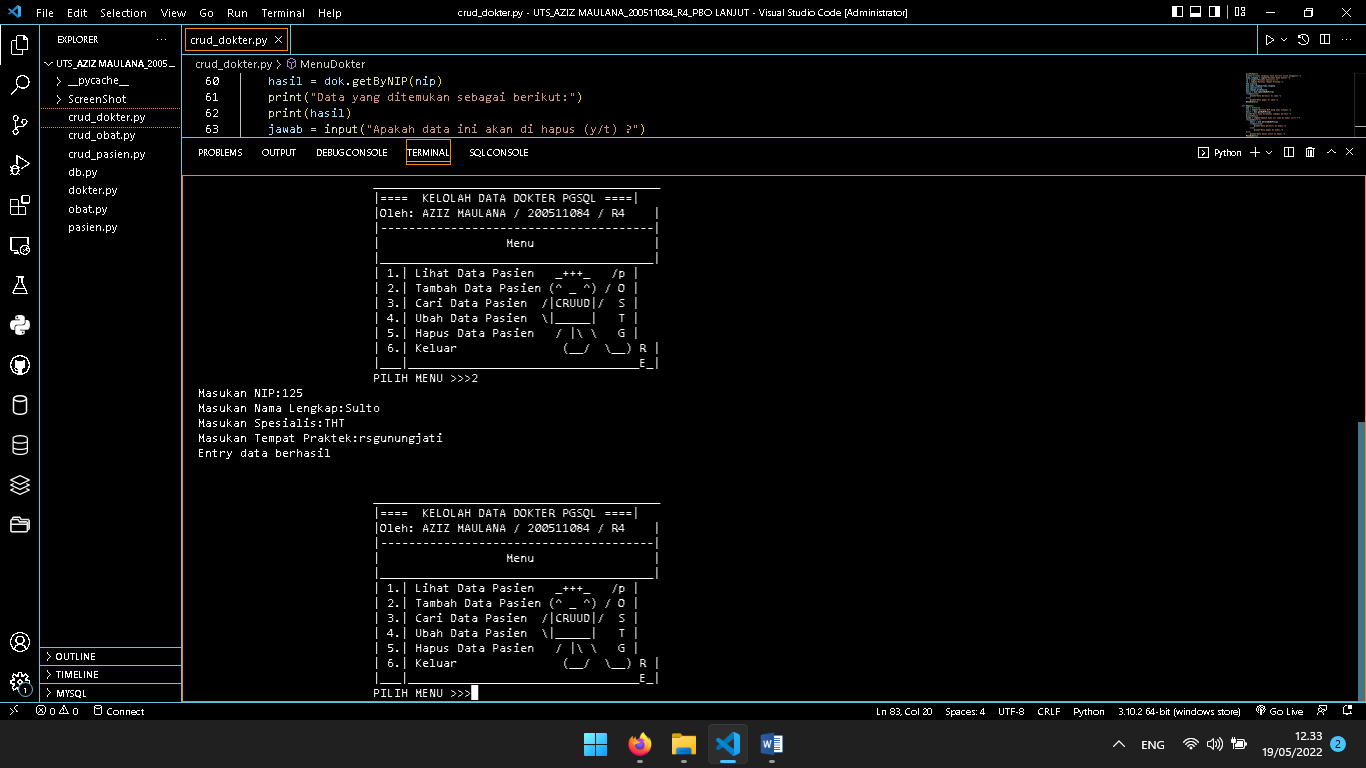 File Edit Selection View Go Run Terminal Help crud_dokter.py - UTS_AZIZ MAULANA_200511084_R4_PBO LANJUT - Visual Studio Code [Administrator]
EXPLORER ...
UTS_AZIZ MAULANA_2005...
__pycache__
ScreenShot
crud_dokter.py
crud_obat.py
crud_pasien.py
db.py
dokter.py
obat.py
pasien.py
OUTLINE
TIMELINE
MYSQL
crud_dokter.py
crud_dokter.py > MenuDokter
60 hasil = dok.getByNIP(nip)
61 print("Data yang ditemukan sebagai berikut:")
62 print(hasil)
63 jawab = input("Apakah data ini akan di hapus (y/t) ?")
PROBLEMS OUTPUT DEBUG CONSOLE TERMINAL SQL CONSOLE Python
|==== KELOLAH DATA DOKTER PGSQL ====|
|Oleh: AZIZ MAULANA / 200511084 / R4 |
|---------------------------------------|
| Menu |
|_______________________________________|
| 1.| Lihat Data Pasien _+++_ /p |
| 2.| Tambah Data Pasien (^ _ ^) / O |
| 3.| Cari Data Pasien /|CRUUD|/ S |
| 4.| Ubah Data Pasien \|_____| T |
| 5.| Hapus Data Pasien / |\ \ G |
| 6.| Keluar (__/ \__) R |
|___|_________________________________E_|
PILIH MENU >>>2
Masukan NIP:125
Masukan Nama Lengkap:Sulto
Masukan Spesialis:THT
Masukan Tempat Praktek:rsgunungjati
Entry data berhasil
|==== KELOLAH DATA DOKTER PGSQL ====|
|Oleh: AZIZ MAULANA / 200511084 / R4 |
|---------------------------------------|
| Menu |
|_______________________________________|
| 1.| Lihat Data Pasien _+++_ /p |
| 2.| Tambah Data Pasien (^ _ ^) / O |
| 3.| Cari Data Pasien /|CRUUD|/ S |
| 4.| Ubah Data Pasien \|_____| T |
| 5.| Hapus Data Pasien / |\ \ G |
| 6.| Keluar (__/ \__) R |
|___|_________________________________E_|
PILIH MENU >>>
1
0 0 Connect Ln 83, Col 20 Spaces: 4 UTF-8 CRLF Python 3.10.2 64-bit (windows store) Go Live
ENG 12.33
19/05/2022 2